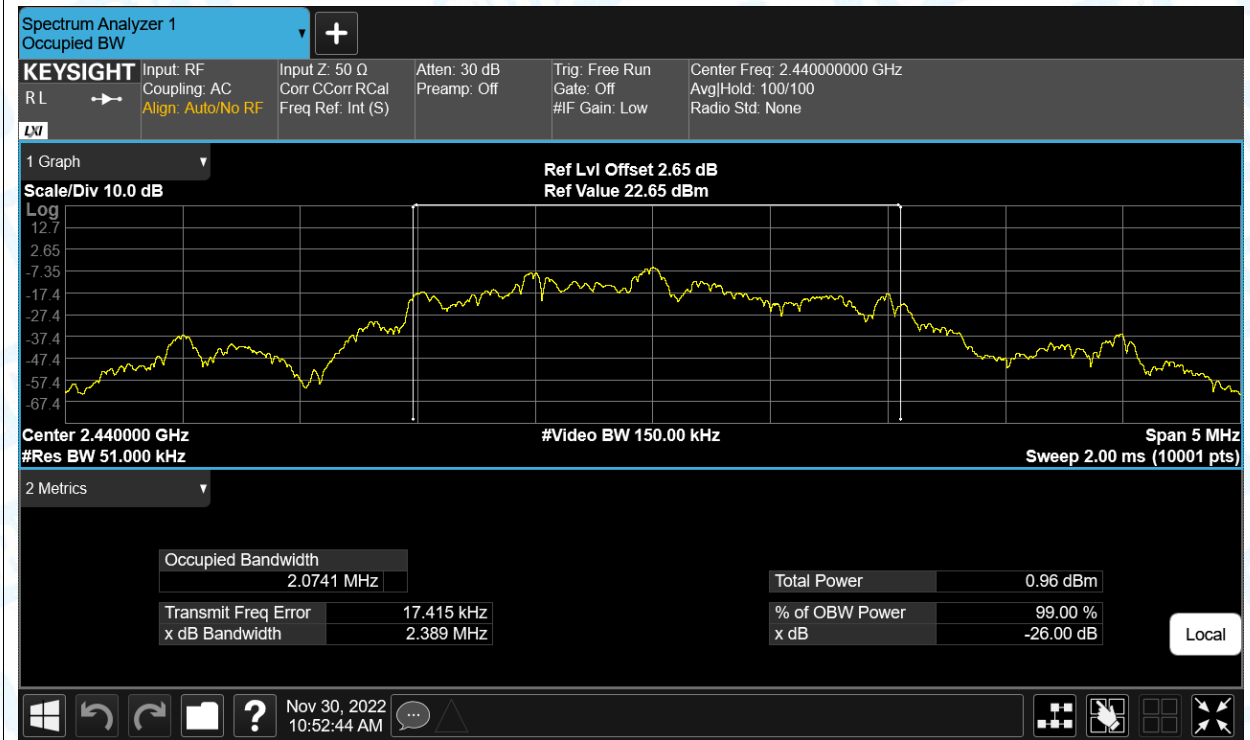 Spectrum Analyzer 1
Occupied BW
▼
+
KEYSIGHT
R L
LXI
Input: RF
Coupling: AC
Align: Auto/No RF
Input Z: 50 Ω
Corr CCorr RCal
Freq Ref: Int (S)
Atten: 30 dB
Preamp: Off
Trig: Free Run
Gate: Off
#IF Gain: Low
Center Freq: 2.440000000 GHz
Avg|Hold: 100/100
Radio Std: None
1 Graph ▼
Scale/Div 10.0 dB
Ref Lvl Offset 2.65 dB
Ref Value 22.65 dBm
Log
12.7
2.65
-7.35
-17.4
-27.4
-37.4
-47.4
-57.4
-67.4
Center 2.440000 GHz #Video BW 150.00 kHz Span 5 MHz
#Res BW 51.000 kHz Sweep 2.00 ms (10001 pts)
2 Metrics ▼
Occupied Bandwidth
2.0741 MHz
Transmit Freq Error 17.415 kHz
x dB Bandwidth 2.389 MHz
Total Power 0.96 dBm
% of OBW Power 99.00 %
x dB -26.00 dB
Local
?
Nov 30, 2022
10:52:44 AM